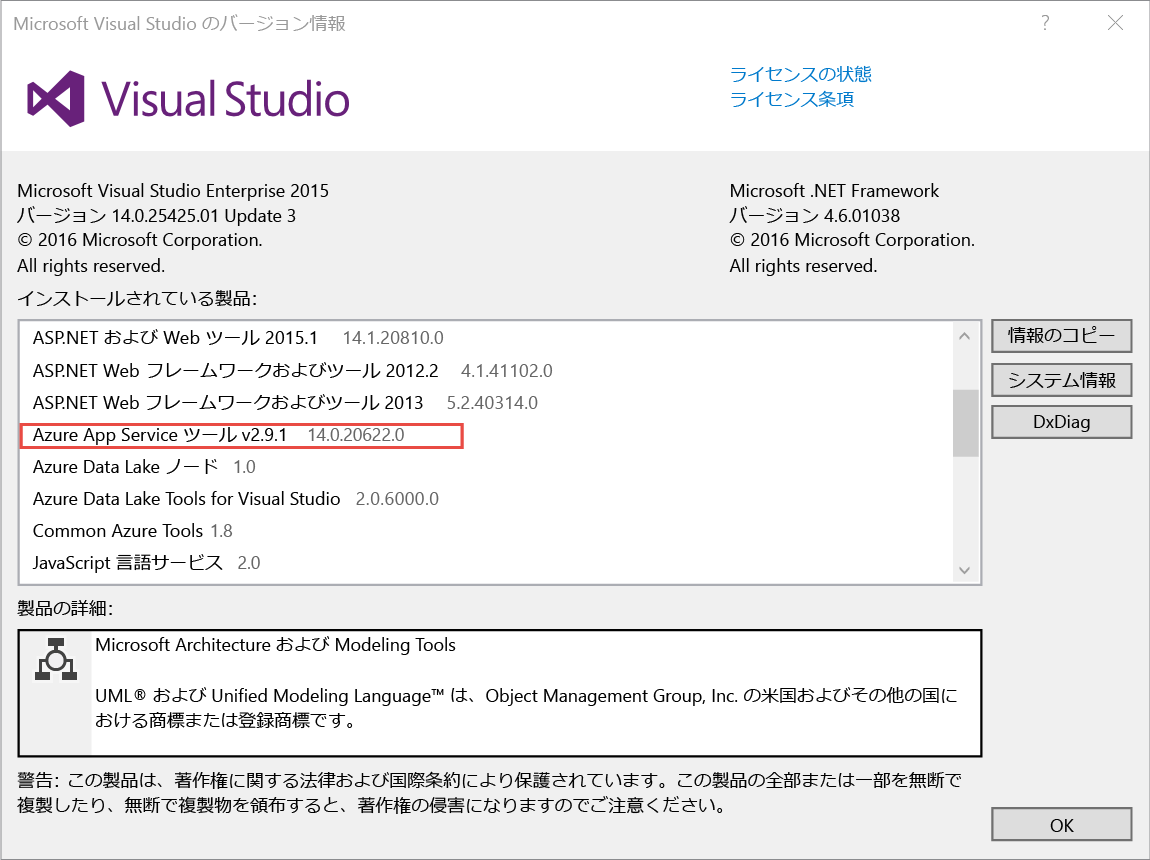 Microsoft Visual Studio のバージョン情報
?
Visual Studio
ライセンスの状態
ライセンス条項
Microsoft Visual Studio Enterprise 2015
バージョン 14.0.25425.01 Update 3
© 2016 Microsoft Corporation.
All rights reserved.
Microsoft .NET Framework
バージョン 4.6.01038
© 2016 Microsoft Corporation.
All rights reserved.
インストールされている製品:
ASP.NET および Web ツール 2015.1 14.1.20810.0
ASP.NET Web フレームワークおよびツール 2012.2 4.1.41102.0
ASP.NET Web フレームワークおよびツール 2013 5.2.40314.0
Azure App Service ツール v2.9.1 14.0.20622.0
Azure Data Lake ノード 1.0
Azure Data Lake Tools for Visual Studio 2.0.6000.0
Common Azure Tools 1.8
JavaScript 言語サービス 2.0
情報のコピー
システム情報
DxDiag
製品の詳細:
Microsoft Architecture および Modeling Tools
UML® および Unified Modeling Language™ は、Object Management Group, Inc. の米国およびその他の国に
おける商標または登録商標です。
警告: この製品は、著作権に関する法律および国際条約により保護されています。この製品の全部または一部を無断で
複製したり、無断で複製物を頒布すると、著作権の侵害になりますのでご注意ください。
OK